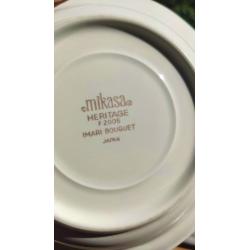 mikasa
HERITAGE
F 2005
IMARI BOUQUET
JAPAN